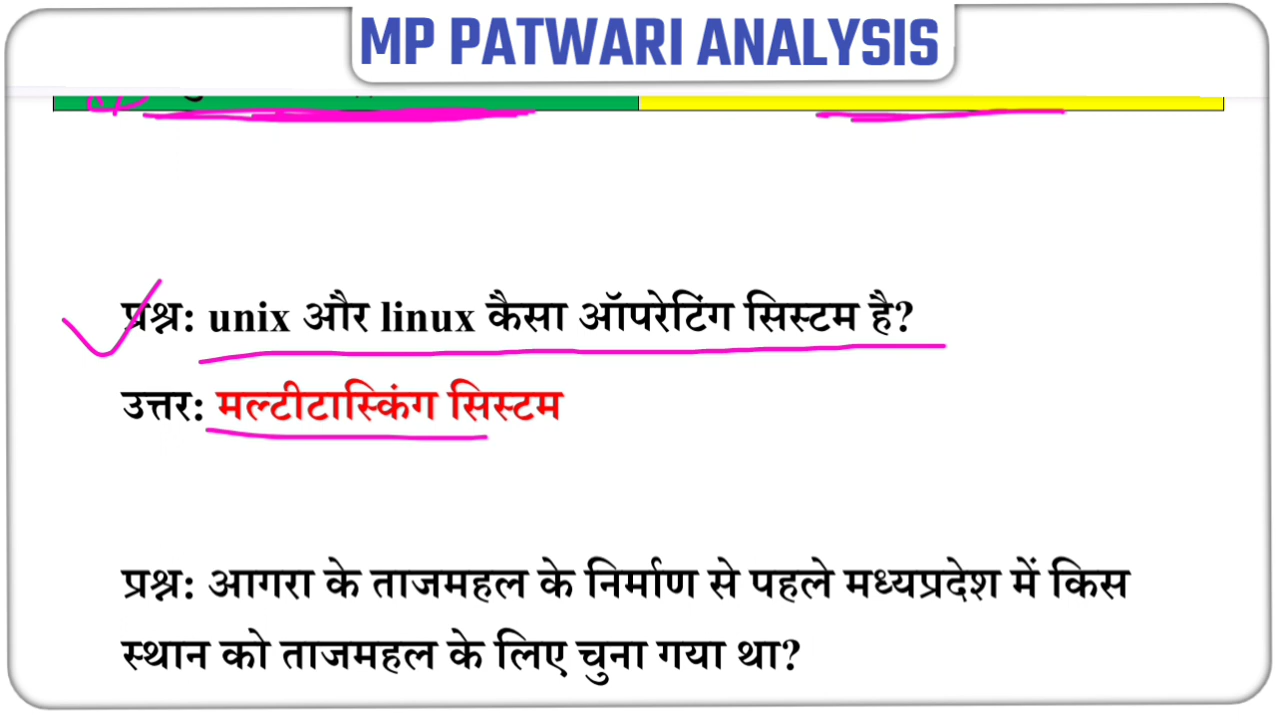 MP PATWARI ANALYSIS
प्रश्न: unix और linux कैसा ऑपरेटिंग सिस्टम है?
उत्तर: मल्टीटास्किंग सिस्टम
प्रश्न: आगरा के ताजमहल के निर्माण से पहले मध्यप्रदेश में किस
स्थान को ताजमहल के लिए चुना गया था?